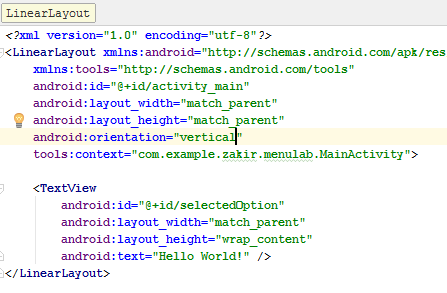 LinearLayout
<?xml version="1.0" encoding="utf-8"?>
<LinearLayout xmlns:android="http://schemas.android.com/apk/res
xmlns:tools="http://schemas.android.com/tools"
android:id="@+id/activity_main"
android:layout_width="match_parent"
android:layout_height="match_parent"
android:orientation="vertical"
tools:context="com.example.zakir.menulab.MainActivity">
<TextView
android:id="@+id/selectedOption"
android:layout_width="match_parent"
android:layout_height="wrap_content"
android:text="Hello World!" />
</LinearLayout>